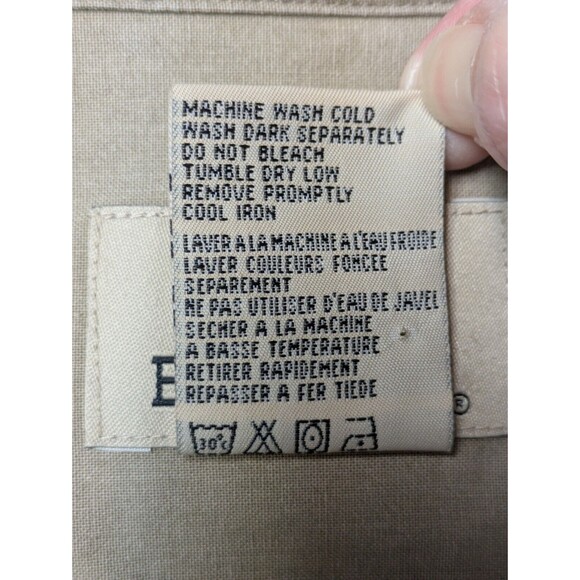 MACHINE WASH COLD
WASH DARK SEPARATELY
DO NOT BLEACH
TUMBLE DRY LOW
REMOVE PROMPTLY
COOL IRON
LAVER A LA MACHINE A L'EAU FROIDE
LAVER COULEURS FONCEE
SEPAREMENT
NE PAS UTILISER D'EAU DE JAVEL
SECHER A LA MACHINE
A BASSE TEMPERATURE
RETIRER RAPIDEMENT
REPASSER A FER TIEDE
E ®
30°C